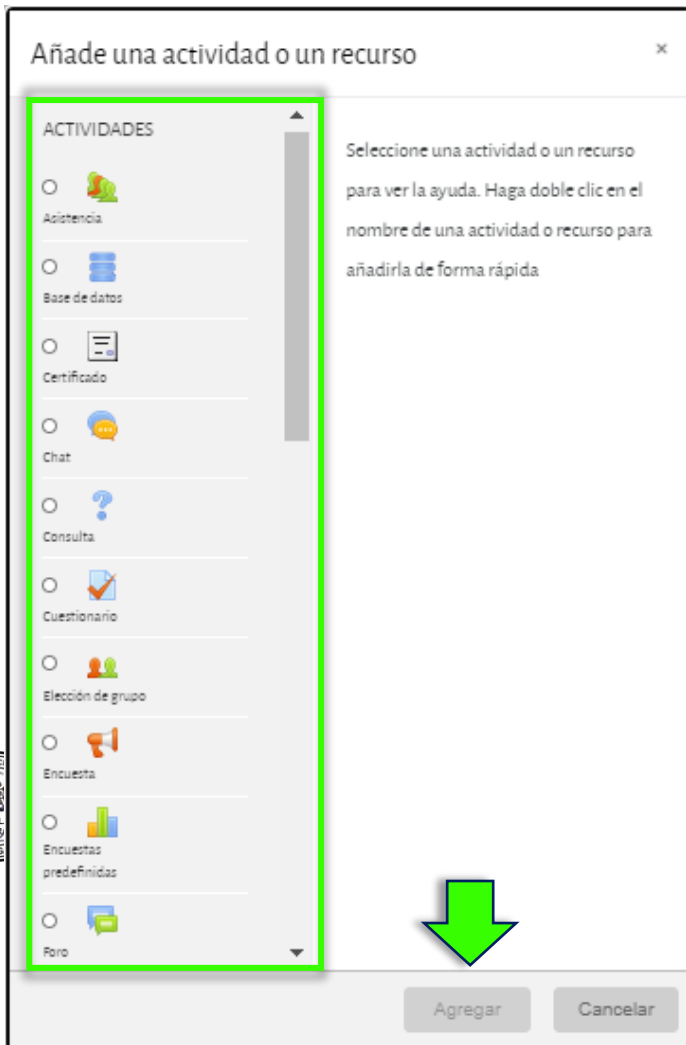 Añade una actividad o un recurso
×
ACTIVIDADES
Asistencia
Base de datos
Certificado
Chat
Consulta
Cuestionario
Elección de grupo
Encuesta
Encuestas
predefinidas
Foro
Seleccione una actividad o un recurso
para ver la ayuda. Haga doble clic en el
nombre de una actividad o recurso para
añadirla de forma rápida
Agregar
Cancelar